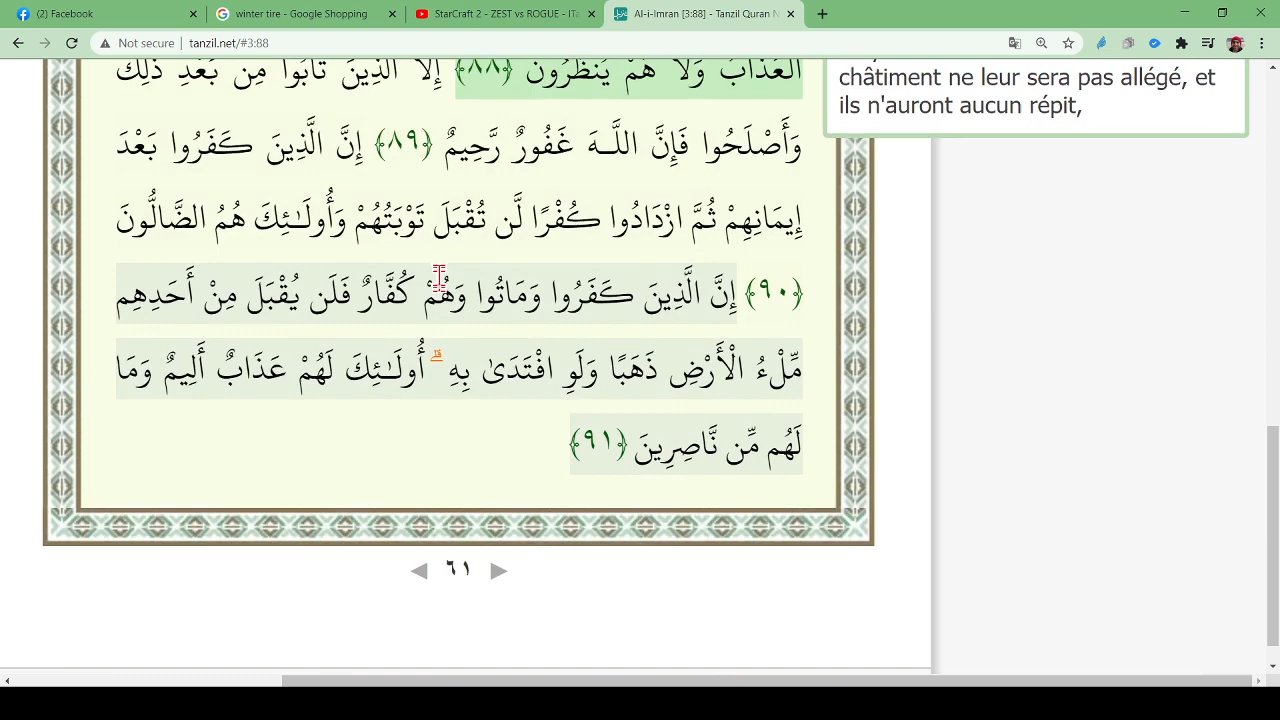 (2) Facebook
winter tire - Google Shopping
StarCraft 2 - ZEST vs ROGUE - ITa
Al-i-Imran [3:88] - Tanzil Quran N
Not secure
tanzil.net/#3:88
الْعَذَابُ وَلَا هُمْ يُنظَرُونَ ﴿٨٨﴾ إِلَّا الَّذِينَ تَابُوا مِن بَعْدِ ذَٰلِكَ
وَأَصْلَحُوا فَإِنَّ اللَّـهَ غَفُورٌ رَّحِيمٌ ﴿٨٩﴾ إِنَّ الَّذِينَ كَفَرُوا بَعْدَ
إِيمَانِهِمْ ثُمَّ ازْدَادُوا كُفْرًا لَّن تُقْبَلَ تَوْبَتُهُمْ وَأُولَـٰئِكَ هُمُ الضَّالُّونَ
﴿٩٠﴾ إِنَّ الَّذِينَ كَفَرُوا وَمَاتُوا وَهُمْ كُفَّارٌ فَلَن يُقْبَلَ مِنْ أَحَدِهِم
مِّلْءُ الْأَرْضِ ذَهَبًا وَلَوِ افْتَدَىٰ بِهِ ۗ أُولَـٰئِكَ لَهُمْ عَذَابٌ أَلِيمٌ وَمَا
لَهُم مِّن نَّاصِرِينَ ﴿٩١﴾
٦١
châtiment ne leur sera pas allégé, et
ils n'auront aucun répit,